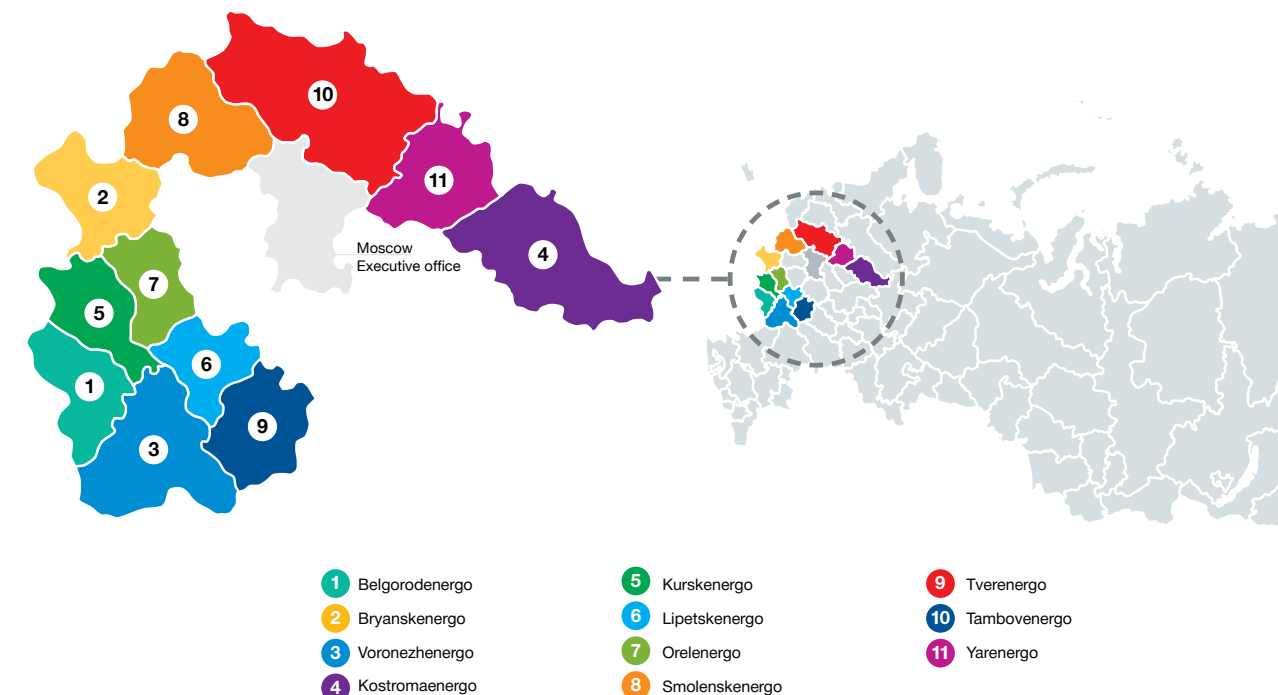 10
8
11
2
Moscow
Executive office
4
7
5
6
1
9
3
1 Belgorodenergo
2 Bryanskenergo
3 Voronezhenergo
4 Kostromaenergo
5 Kurskenergo
6 Lipetskenergo
7 Orelenergo
8 Smolenskenergo
9 Tverenergo
10 Tambovenergo
11 Yarenergo